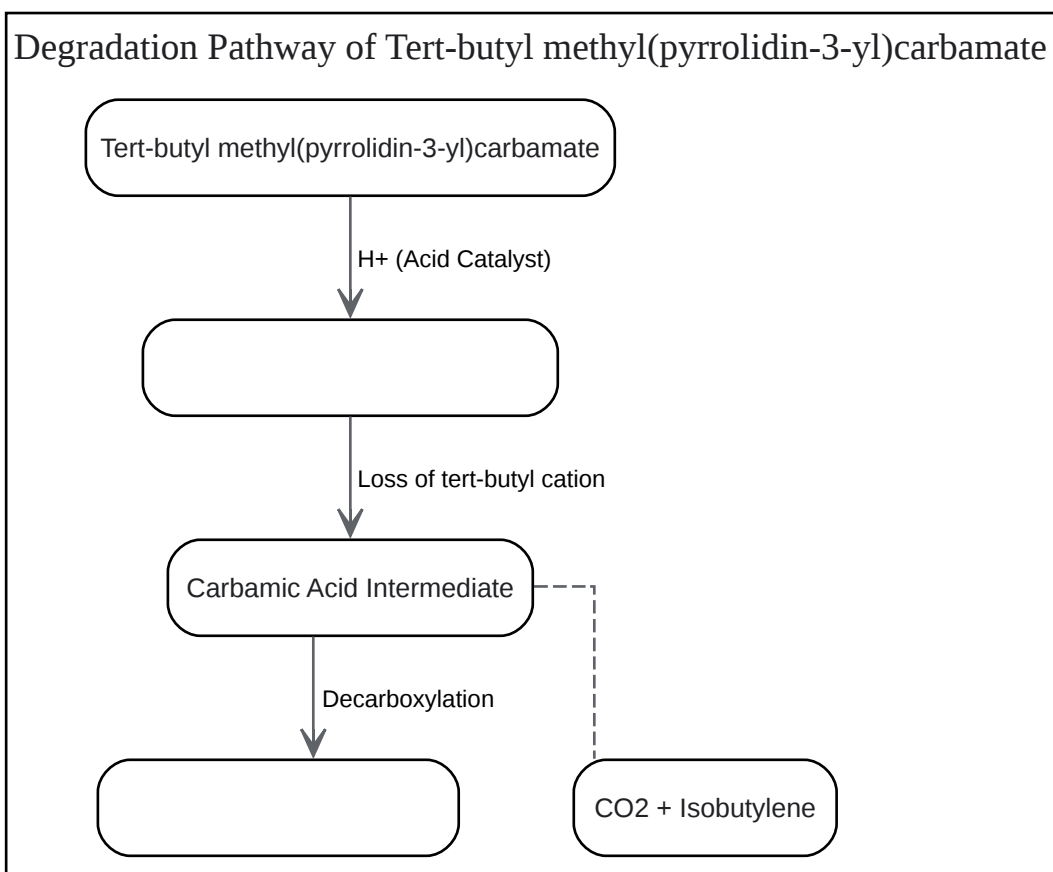 Degradation Pathway of Tert-butyl methyl(pyrrolidin-3-yl)carbamate
Tert-butyl methyl(pyrrolidin-3-yl)carbamate
H+ (Acid Catalyst)
Loss of tert-butyl cation
Carbamic Acid Intermediate
Decarboxylation
CO2 + Isobutylene